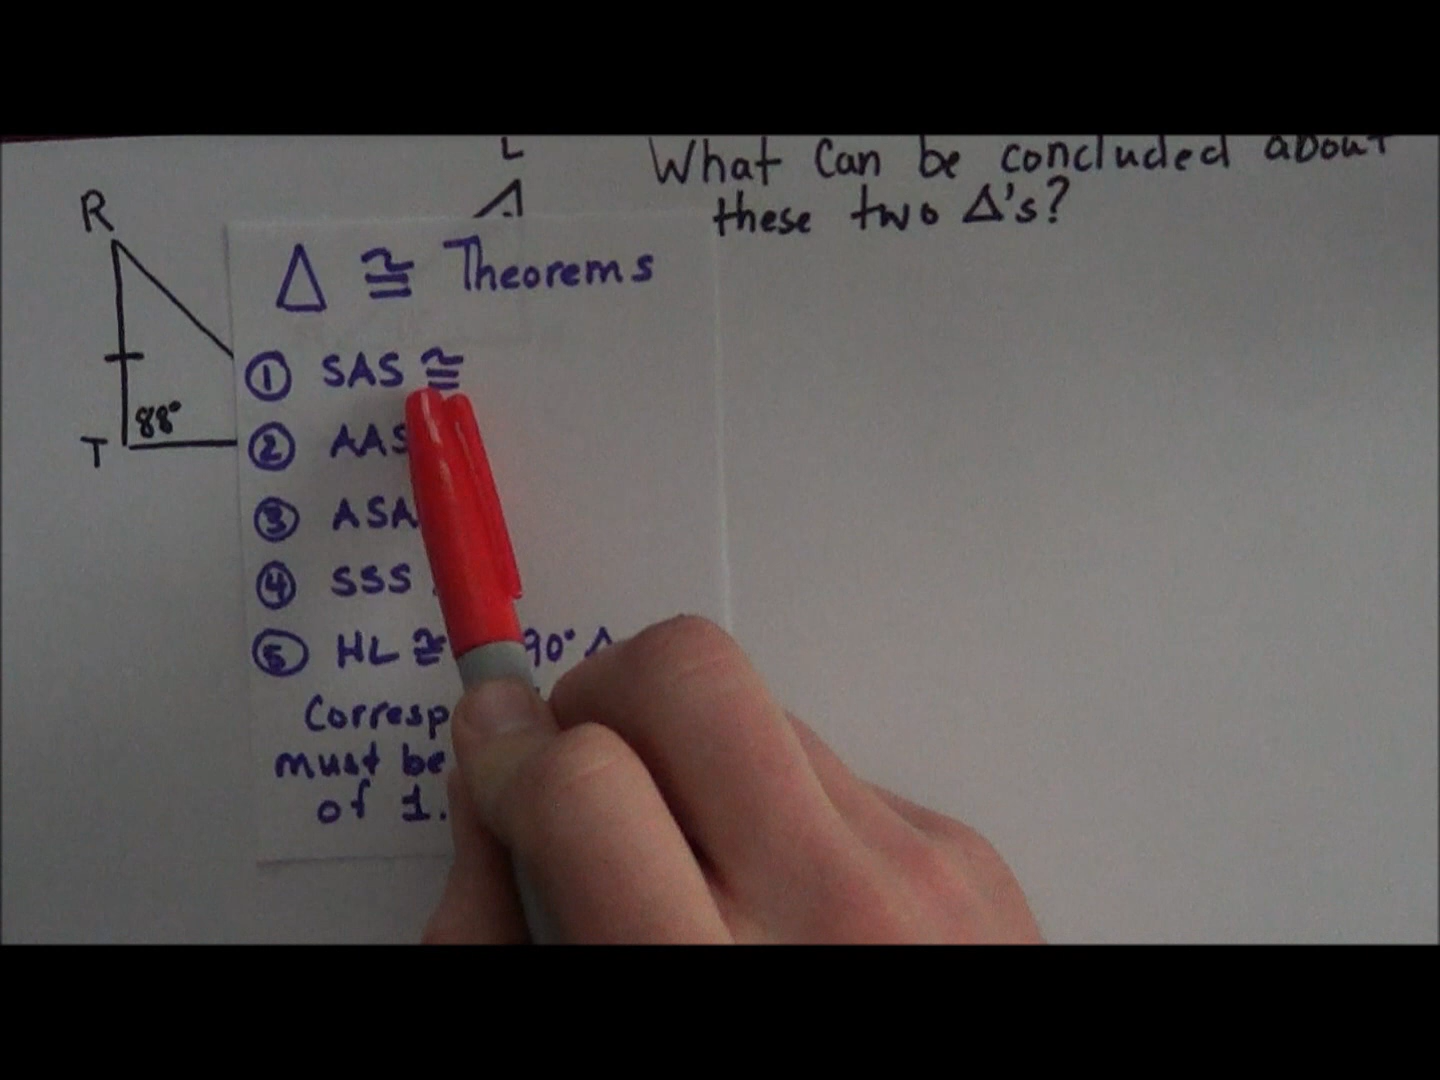 L
What Can be concluded about
these two Δ's?
R
Δ ≅ Theorems
① SAS ≅
88°
T
② AAS
③ ASA
④ SSS
⑤ HL ≅ 90° Δ
must be
of 1.